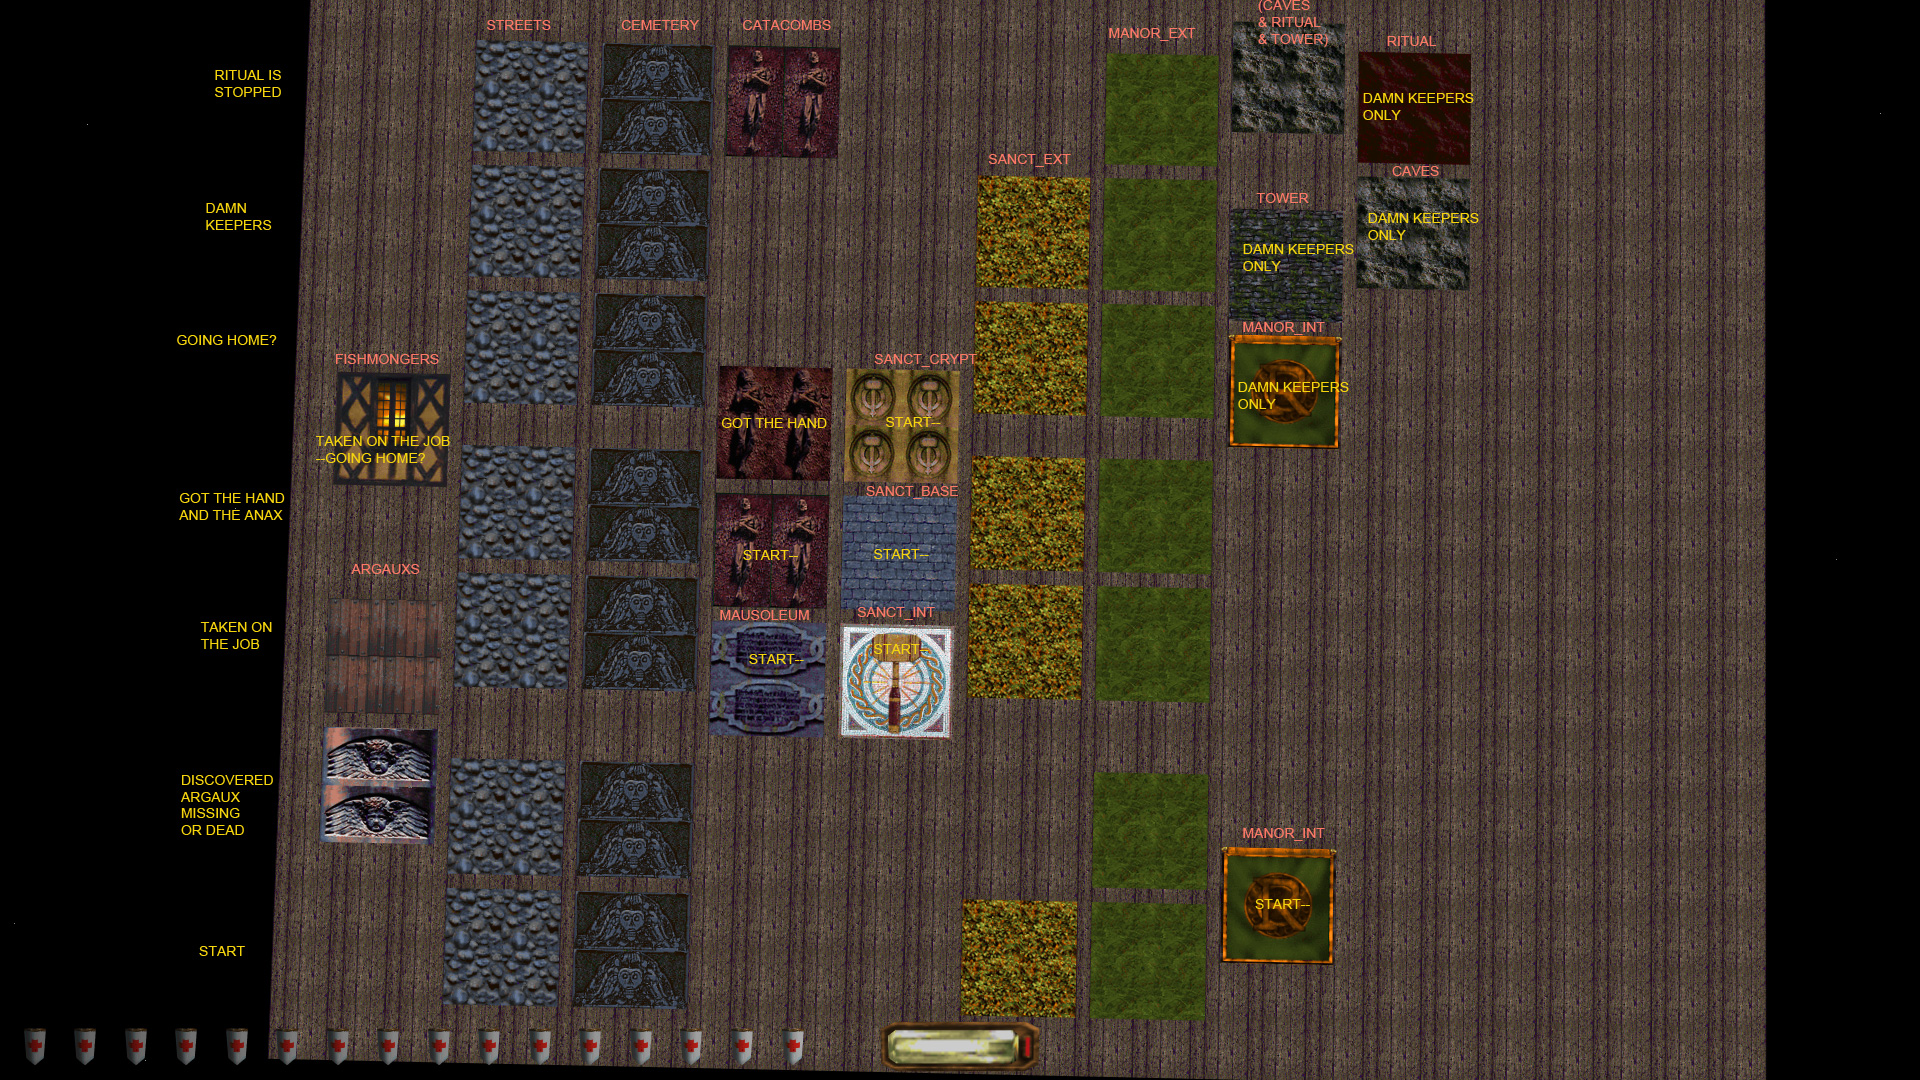 (CAVES
& RITUAL
& TOWER)
STREETS
CEMETERY
CATACOMBS
MANOR_EXT
RITUAL
RITUAL IS
STOPPED
DAMN KEEPERS
ONLY
SANCT_EXT
CAVES
TOWER
DAMN
KEEPERS
DAMN KEEPERS
ONLY
DAMN KEEPERS
ONLY
MANOR_INT
GOING HOME?
FISHMONGERS
SANCT_CRYPT
DAMN KEEPERS
ONLY
GOT THE HAND
START--
TAKEN ON THE JOB
--GOING HOME?
SANCT_BASE
GOT THE HAND
AND THE ANAX
START--
START--
ARGAUXS
MAUSOLEUM
SANCT_INT
TAKEN ON
THE JOB
START--
START--
DISCOVERED
ARGAUX
MISSING
OR DEAD
MANOR_INT
START--
START